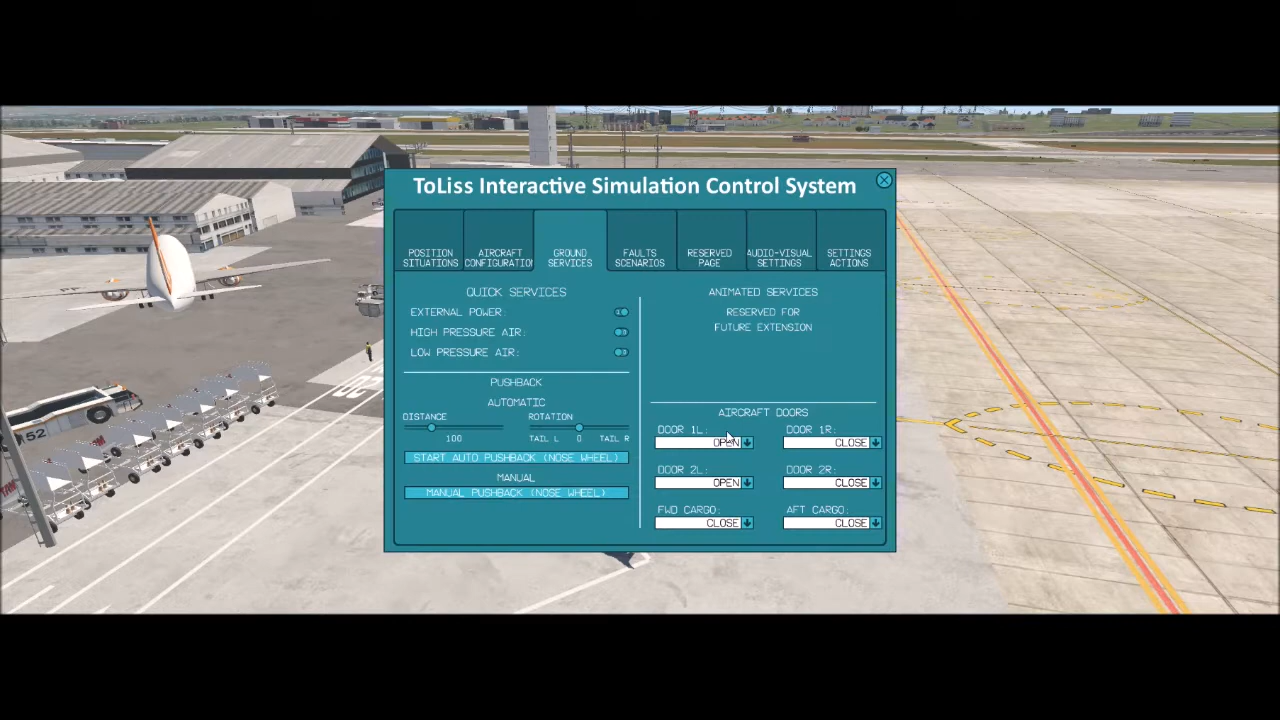 ToLiss Interactive Simulation Control System
POSITION SITUATIONS
AIRCRAFT CONFIGURATION
GROUND SERVICES
FAULTS SCENARIOS
RESERVED PAGE
AUDIO-VISUAL SETTINGS
SETTINGS ACTIONS
QUICK SERVICES
EXTERNAL POWER:
HIGH PRESSURE AIR:
LOW PRESSURE AIR:
PUSHBACK
AUTOMATIC
DISTANCE
ROTATION
100
TAIL L 0 TAIL R
START AUTO PUSHBACK (NOSE WHEEL)
MANUAL
MANUAL PUSHBACK (NOSE WHEEL)
ANIMATED SERVICES
RESERVED FOR
FUTURE EXTENSION
AIRCRAFT DOORS
DOOR 1L: DOOR 1R:
OPEN CLOSE
DOOR 2L: DOOR 2R:
OPEN CLOSE
FWD CARGO: AFT CARGO:
CLOSE CLOSE
52
20